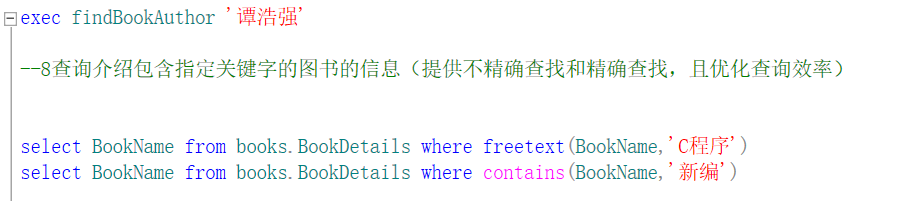 exec findBookAuthor '谭浩强'
--8查询介绍包含指定关键字的图书的信息（提供不精确查找和精确查找，且优化查询效率）
select BookName from books.BookDetails where freetext(BookName,'C程序')
select BookName from books.BookDetails where contains(BookName,'新编')